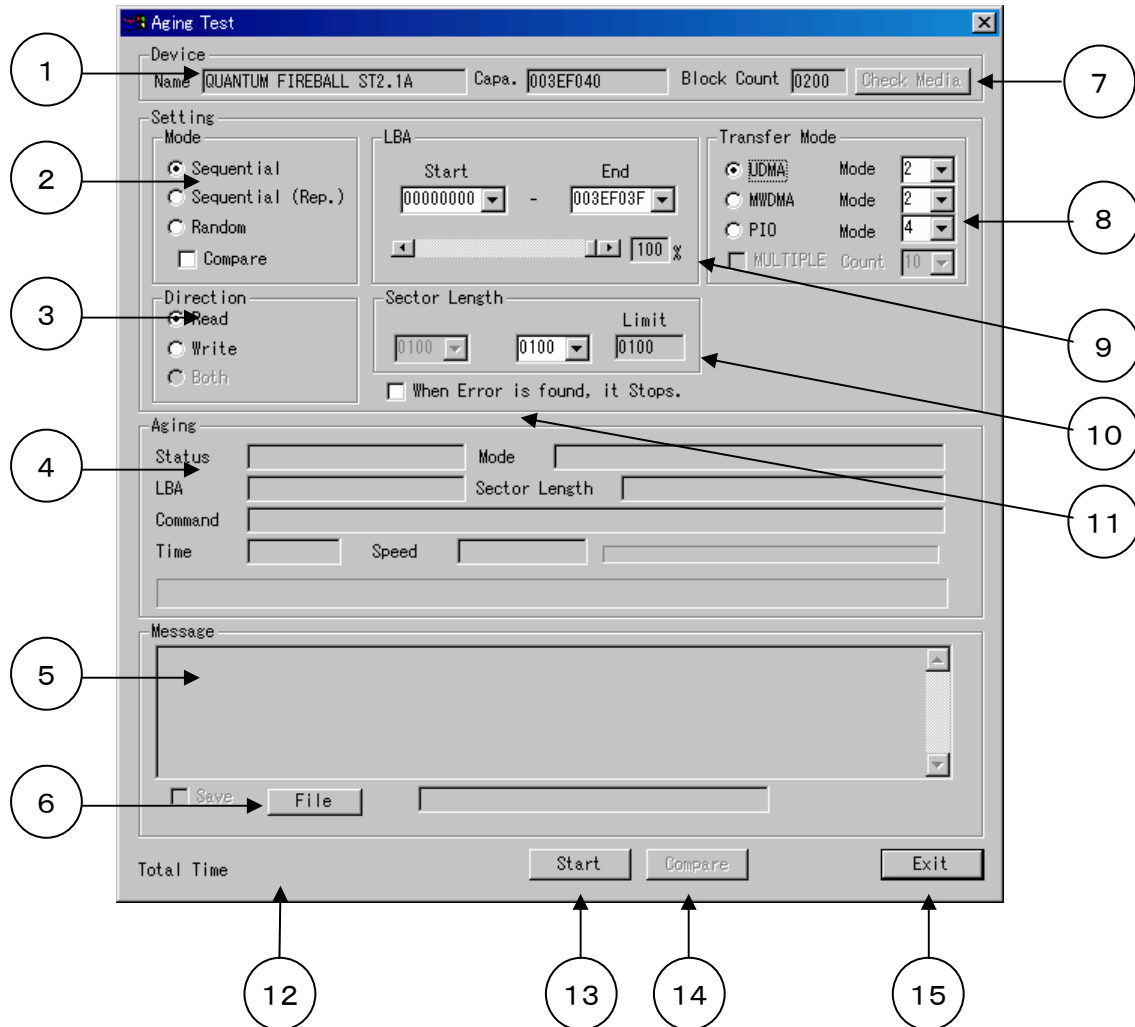 Aging Test
Device
1
Name QUANTUM FIREBALL ST2.1A Capa. 003EF040 Block Count 0200 Check Media
7
Setting
Mode
LBA
Transfer Mode
2
Sequential
Sequential (Rep.)
Random
Compare
Start End
00000000 - 003EF03F
100 %
UDMA Mode 2
MWDMA Mode 2
PIO Mode 4
MULTIPLE Count 10
8
Direction
3
Read
Write
Both
Sector Length
Limit
0100 0100 0100
9
When Error is found, it Stops.
10
Aging
4
Status Mode
LBA Sector Length
Command
Time Speed
11
Message
5
6
Save File
Total Time Start Compare Exit
12 13 14 15